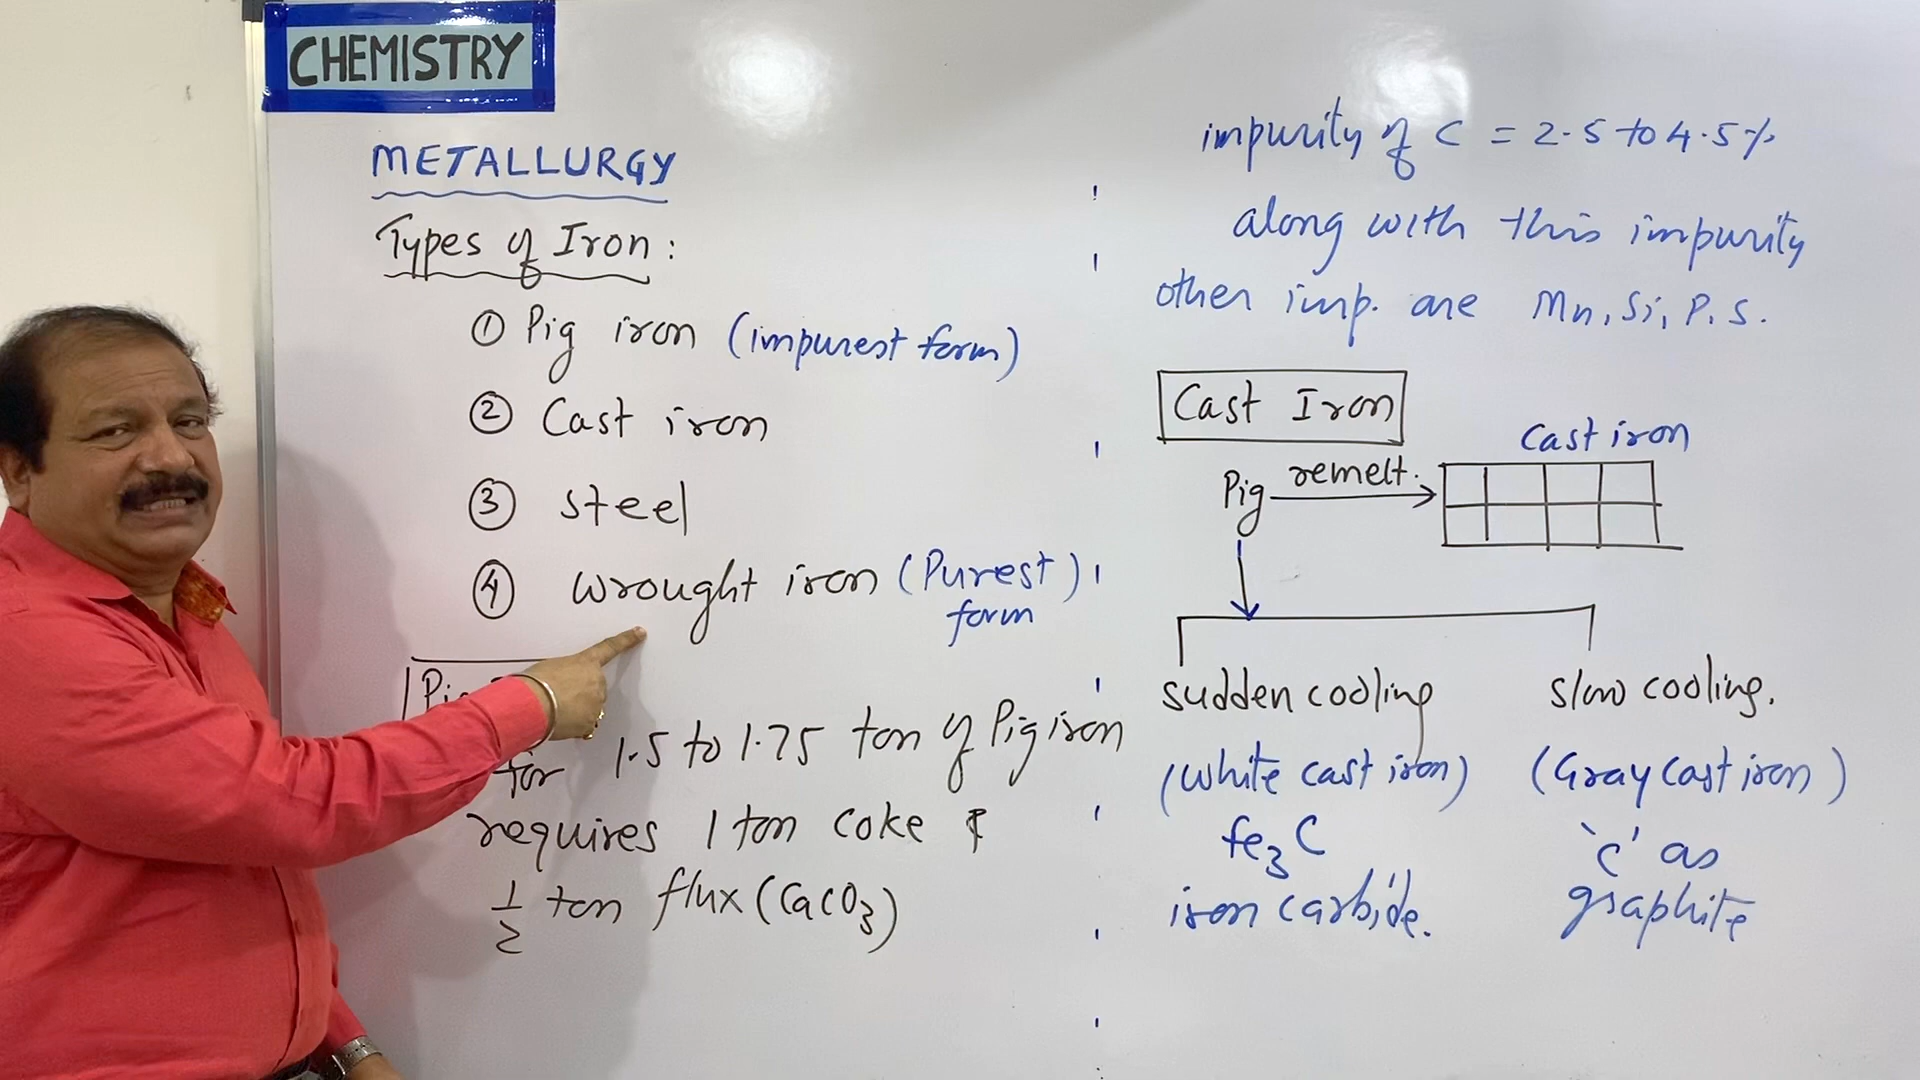 CHEMISTRY
METALLURGY
Types of Iron :
① Pig iron (impurest form)
② Cast iron
③ steel
④ wrought iron (Purest)
form
for 1.5 to 1.75 ton of Pig iron
requires 1 ton coke &
1/2 ton flux (CaCO3)
impurity of C = 2.5 to 4.5%
along with this impurity
other imp. are Mn, Si, P, S.
Cast Iron
Cast iron
Pig remelt.
sudden cooling
slow cooling.
(White cast iron)
(Gray cast iron)
Fe3C
'C' as
iron carbide.
graphite